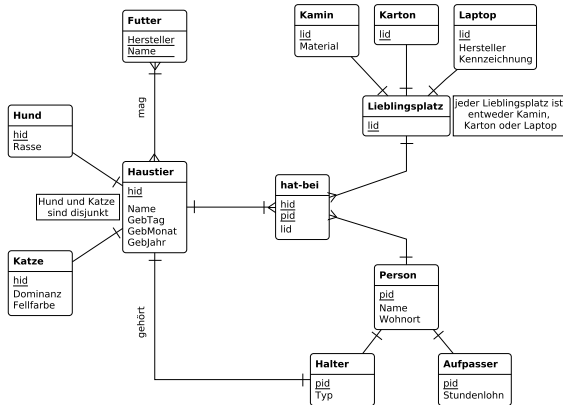 Futter
Hersteller
Name
Kamin
lid
Material
Karton
lid
Laptop
lid
Hersteller
Kennzeichnung
mag
Lieblingsplatz
lid
jeder Lieblingsplatz ist
entweder Kamin,
Karton oder Laptop
Hund
hid
Rasse
Haustier
hid
Name
GebTag
GebMonat
GebJahr
Hund und Katze
sind disjunkt
hat-bei
hid
pid
lid
Katze
hid
Dominanz
Fellfarbe
Person
pid
Name
Wohnort
gehört
Halter
pid
Typ
Aufpasser
pid
Stundenlohn